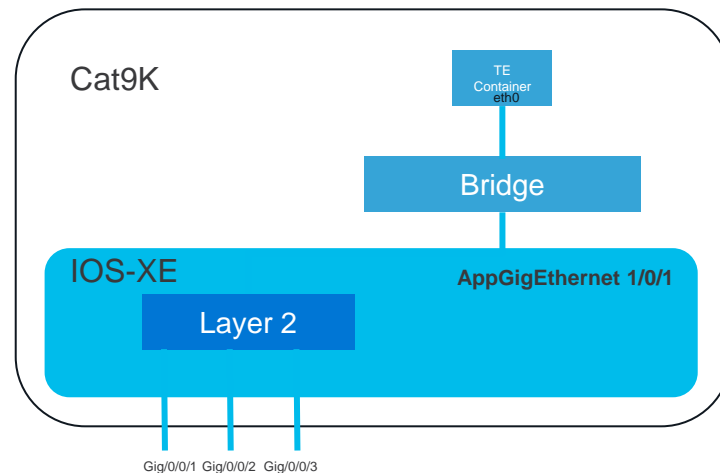 Cat9K
TE
Container
eth0
Bridge
IOS-XE
AppGigEthernet 1/0/1
Layer 2
Gig/0/0/1 Gig/0/0/2 Gig/0/0/3